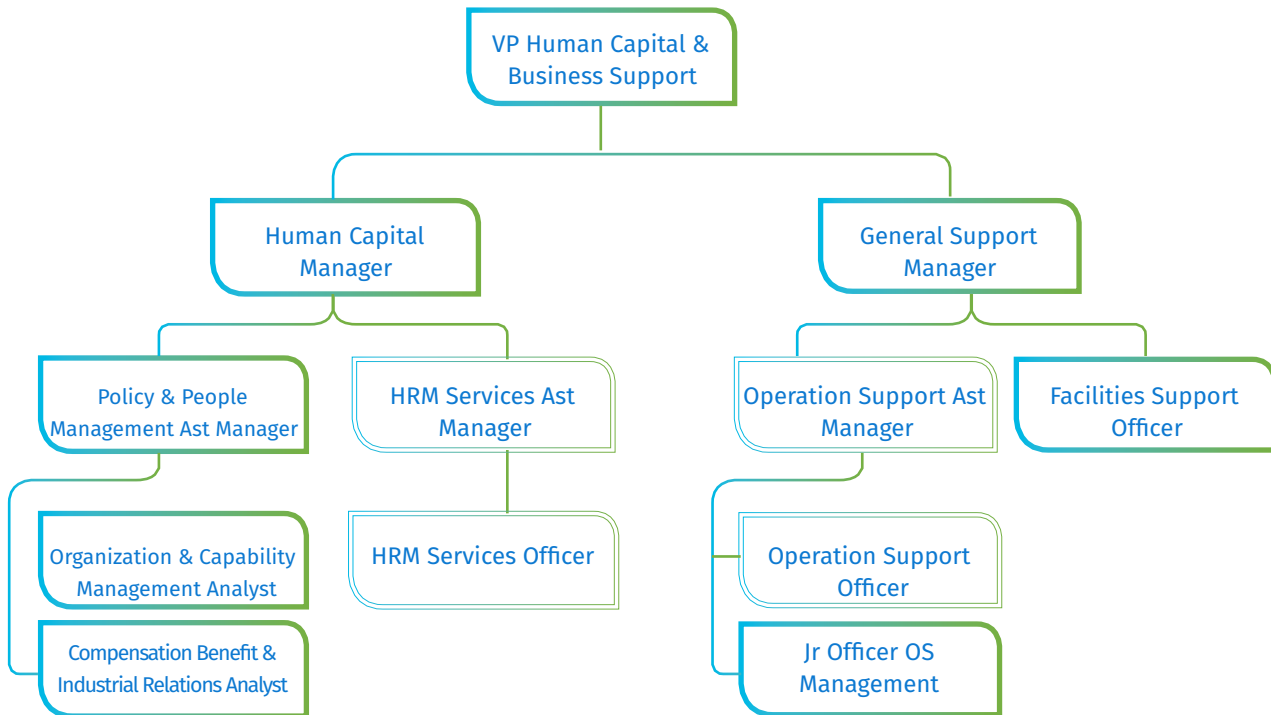 VP Human Capital &
Business Support
Human Capital
Manager
General Support
Manager
Policy & People
Management Ast Manager
HRM Services Ast
Manager
Operation Support Ast
Manager
Facilities Support
Officer
Organization & Capability
Management Analyst
HRM Services Officer
Operation Support
Officer
Compensation Benefit &
Industrial Relations Analyst
Jr Officer OS
Management